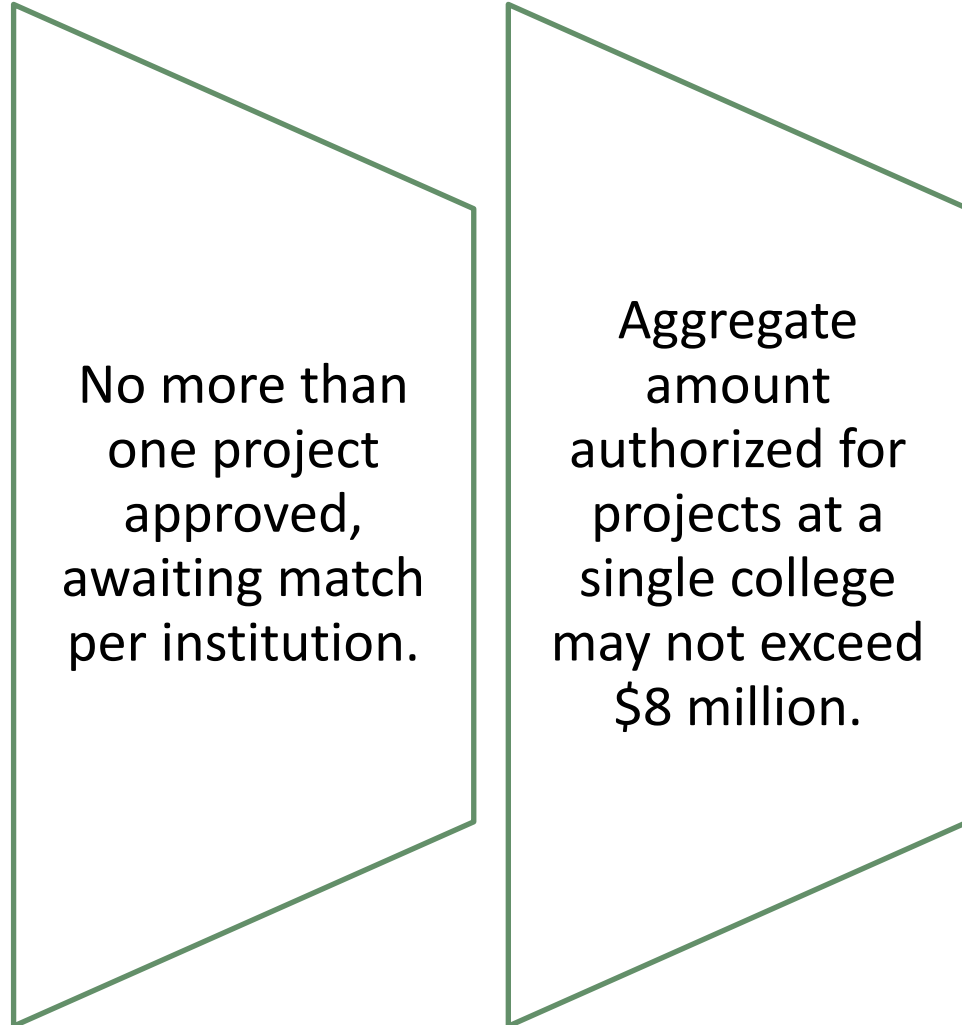 No more than
one project
approved,
awaiting match
per institution.
Aggregate
amount
authorized for
projects at a
single college
may not exceed
$8 million.